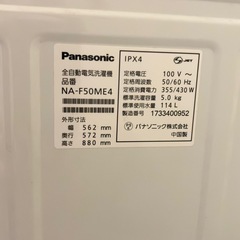 Panasonic
全自動電気洗濯機
品番
NA-F50ME4
外形寸法
幅 562 mm
奥行 572 mm
高さ 880 mm
IPX4
JET
定格電圧 100 V～
定格周波数 50/60 Hz
定格消費電力 355/430 W
標準容量 5.0 kg
標準使用水量 114 L
製造番号 1733400952
パナソニック株式会社
中国製